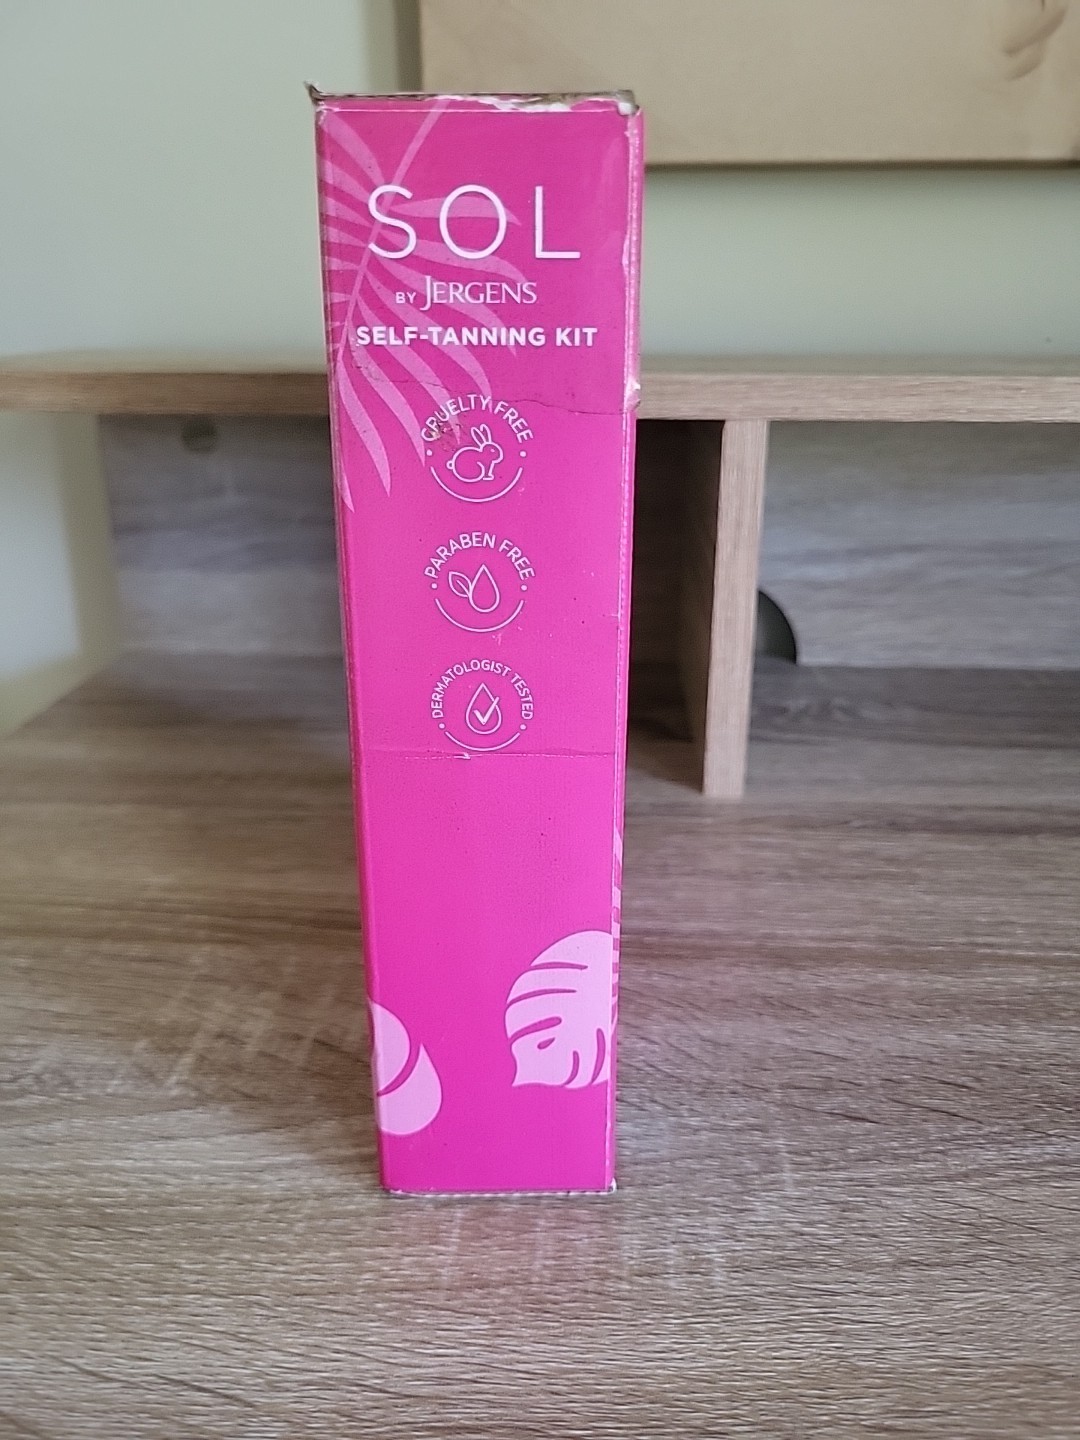 SOL
BY JERGENS
SELF-TANNING KIT
CRUELTY FREE
PARABEN FREE
DERMATOLOGIST TESTED